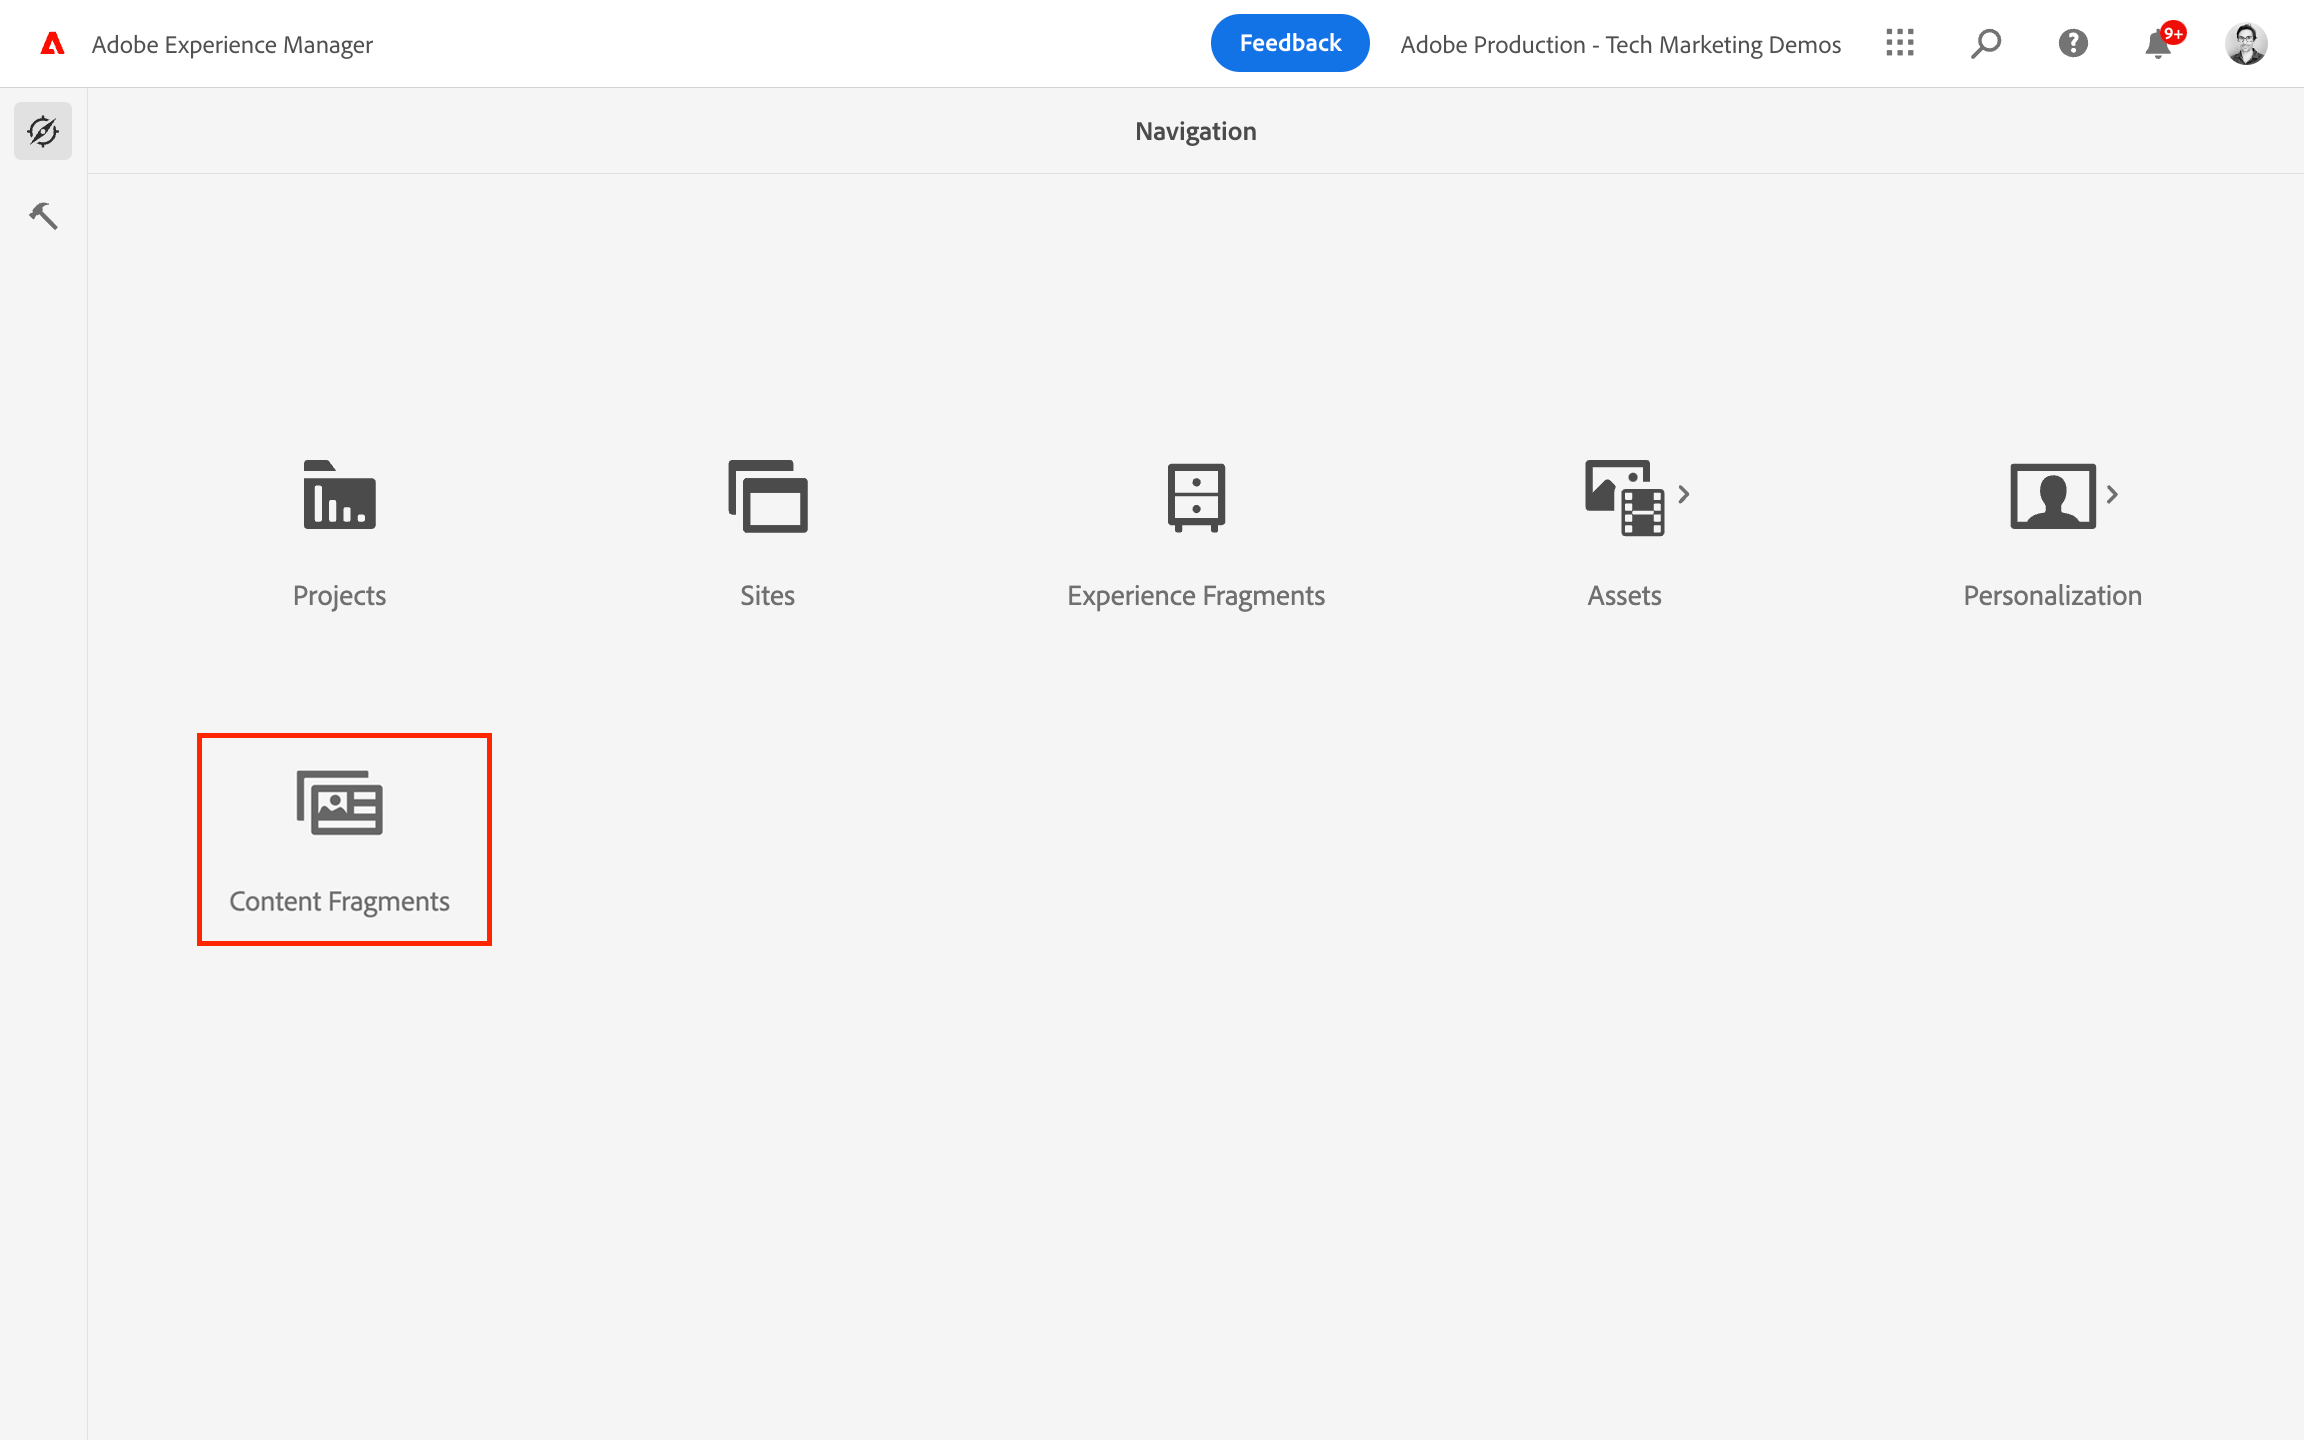 Adobe Experience Manager
Feedback
Adobe Production - Tech Marketing Demos
9+
Navigation
Projects
Sites
Experience Fragments
Assets
Personalization
Content Fragments